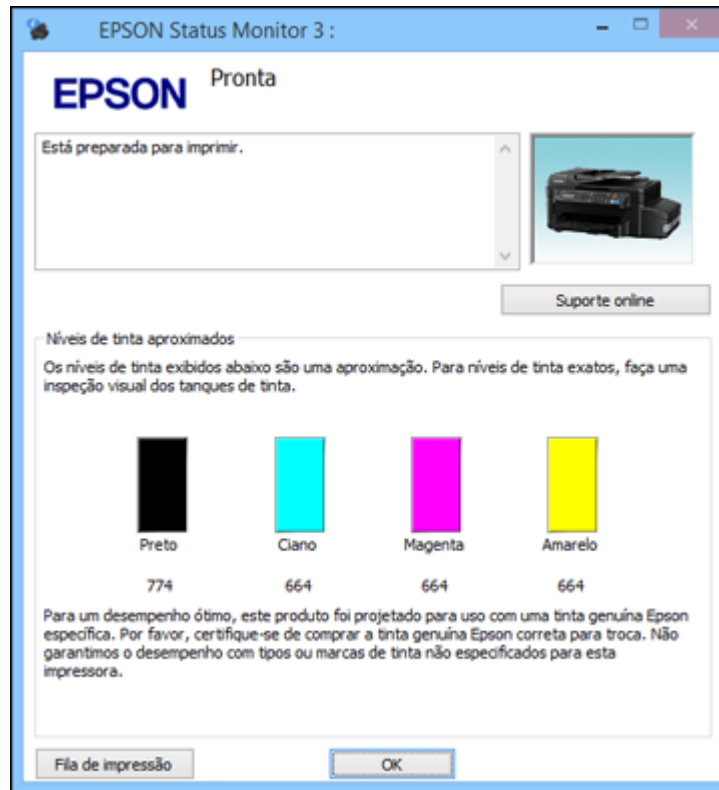 EPSON Status Monitor 3 :
EPSON
Pronta
Está preparada para imprimir.
Suporte online
Níveis de tinta aproximados
Os níveis de tinta exibidos abaixo são uma aproximação. Para níveis de tinta exatos, faça uma
inspeção visual dos tanques de tinta.
Preto Ciano Magenta Amarelo
774 664 664 664
Para um desempenho ótimo, este produto foi projetado para uso com uma tinta genuína Epson
específica. Por favor, certifique-se de comprar a tinta genuína Epson correta para troca. Não
garantimos o desempenho com tipos ou marcas de tinta não especificados para esta
impressora.
Fila de impressão
OK